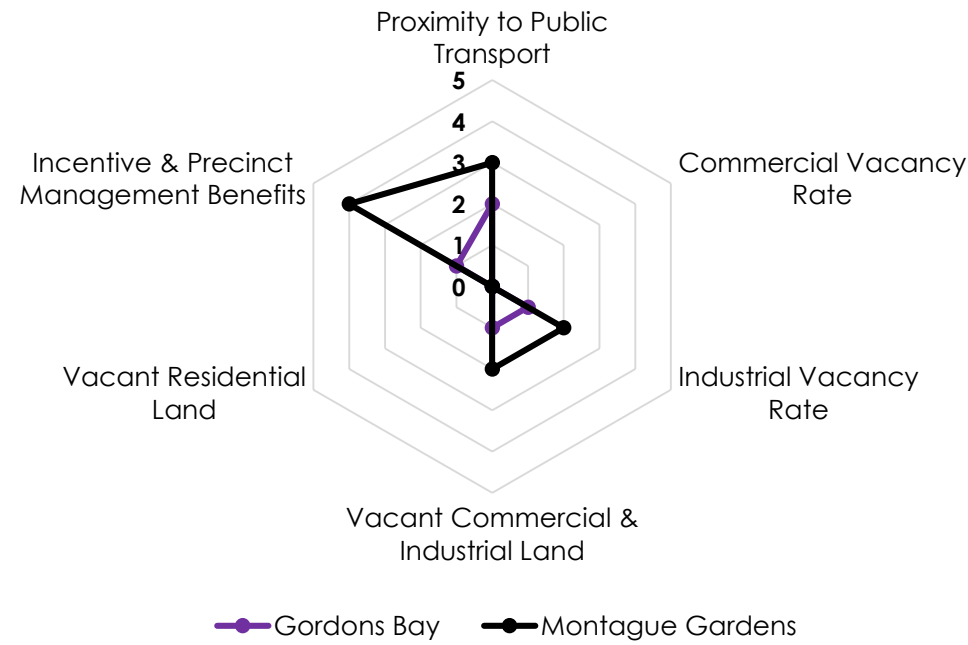 Proximity to Public
Transport
5
4
3
2
1
0
Incentive & Precinct
Management Benefits
Commercial Vacancy
Rate
Vacant Residential
Land
Industrial Vacancy
Rate
Vacant Commercial &
Industrial Land
Gordons Bay
Montague Gardens